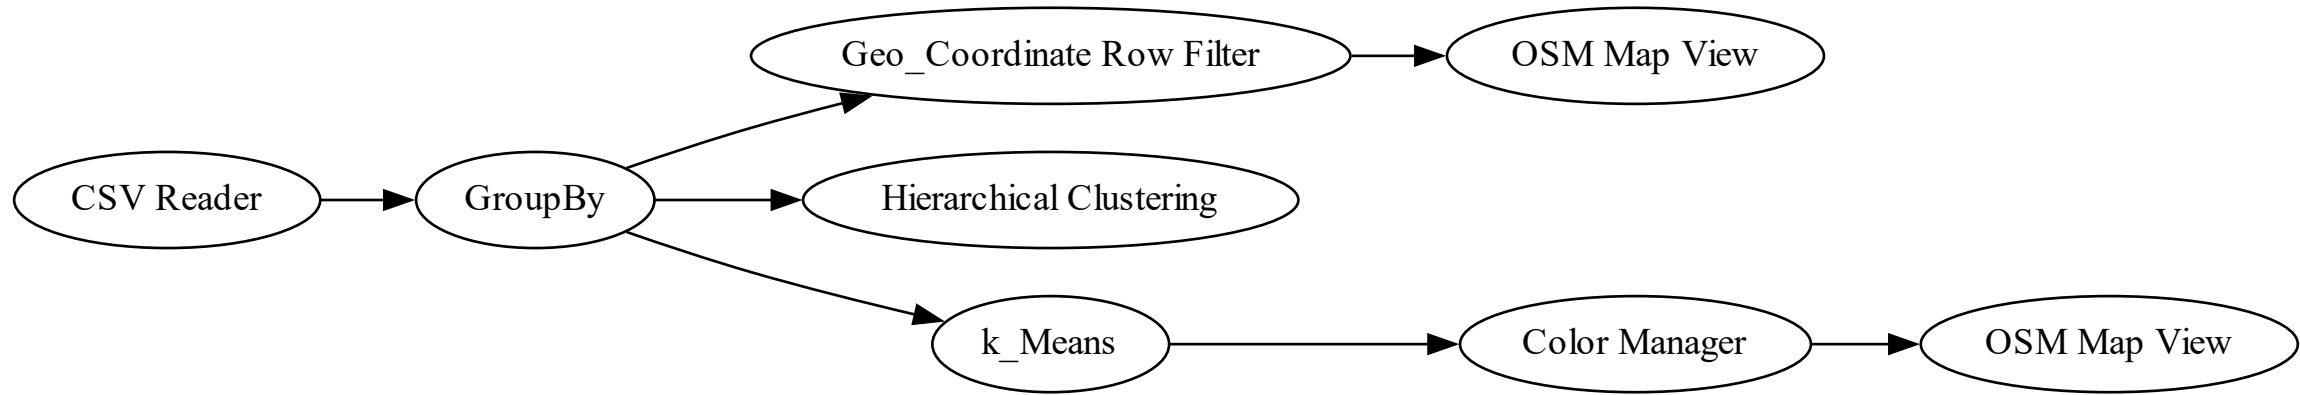 Geo_Coordinate Row Filter
OSM Map View
CSV Reader
GroupBy
Hierarchical Clustering
k_Means
Color Manager
OSM Map View